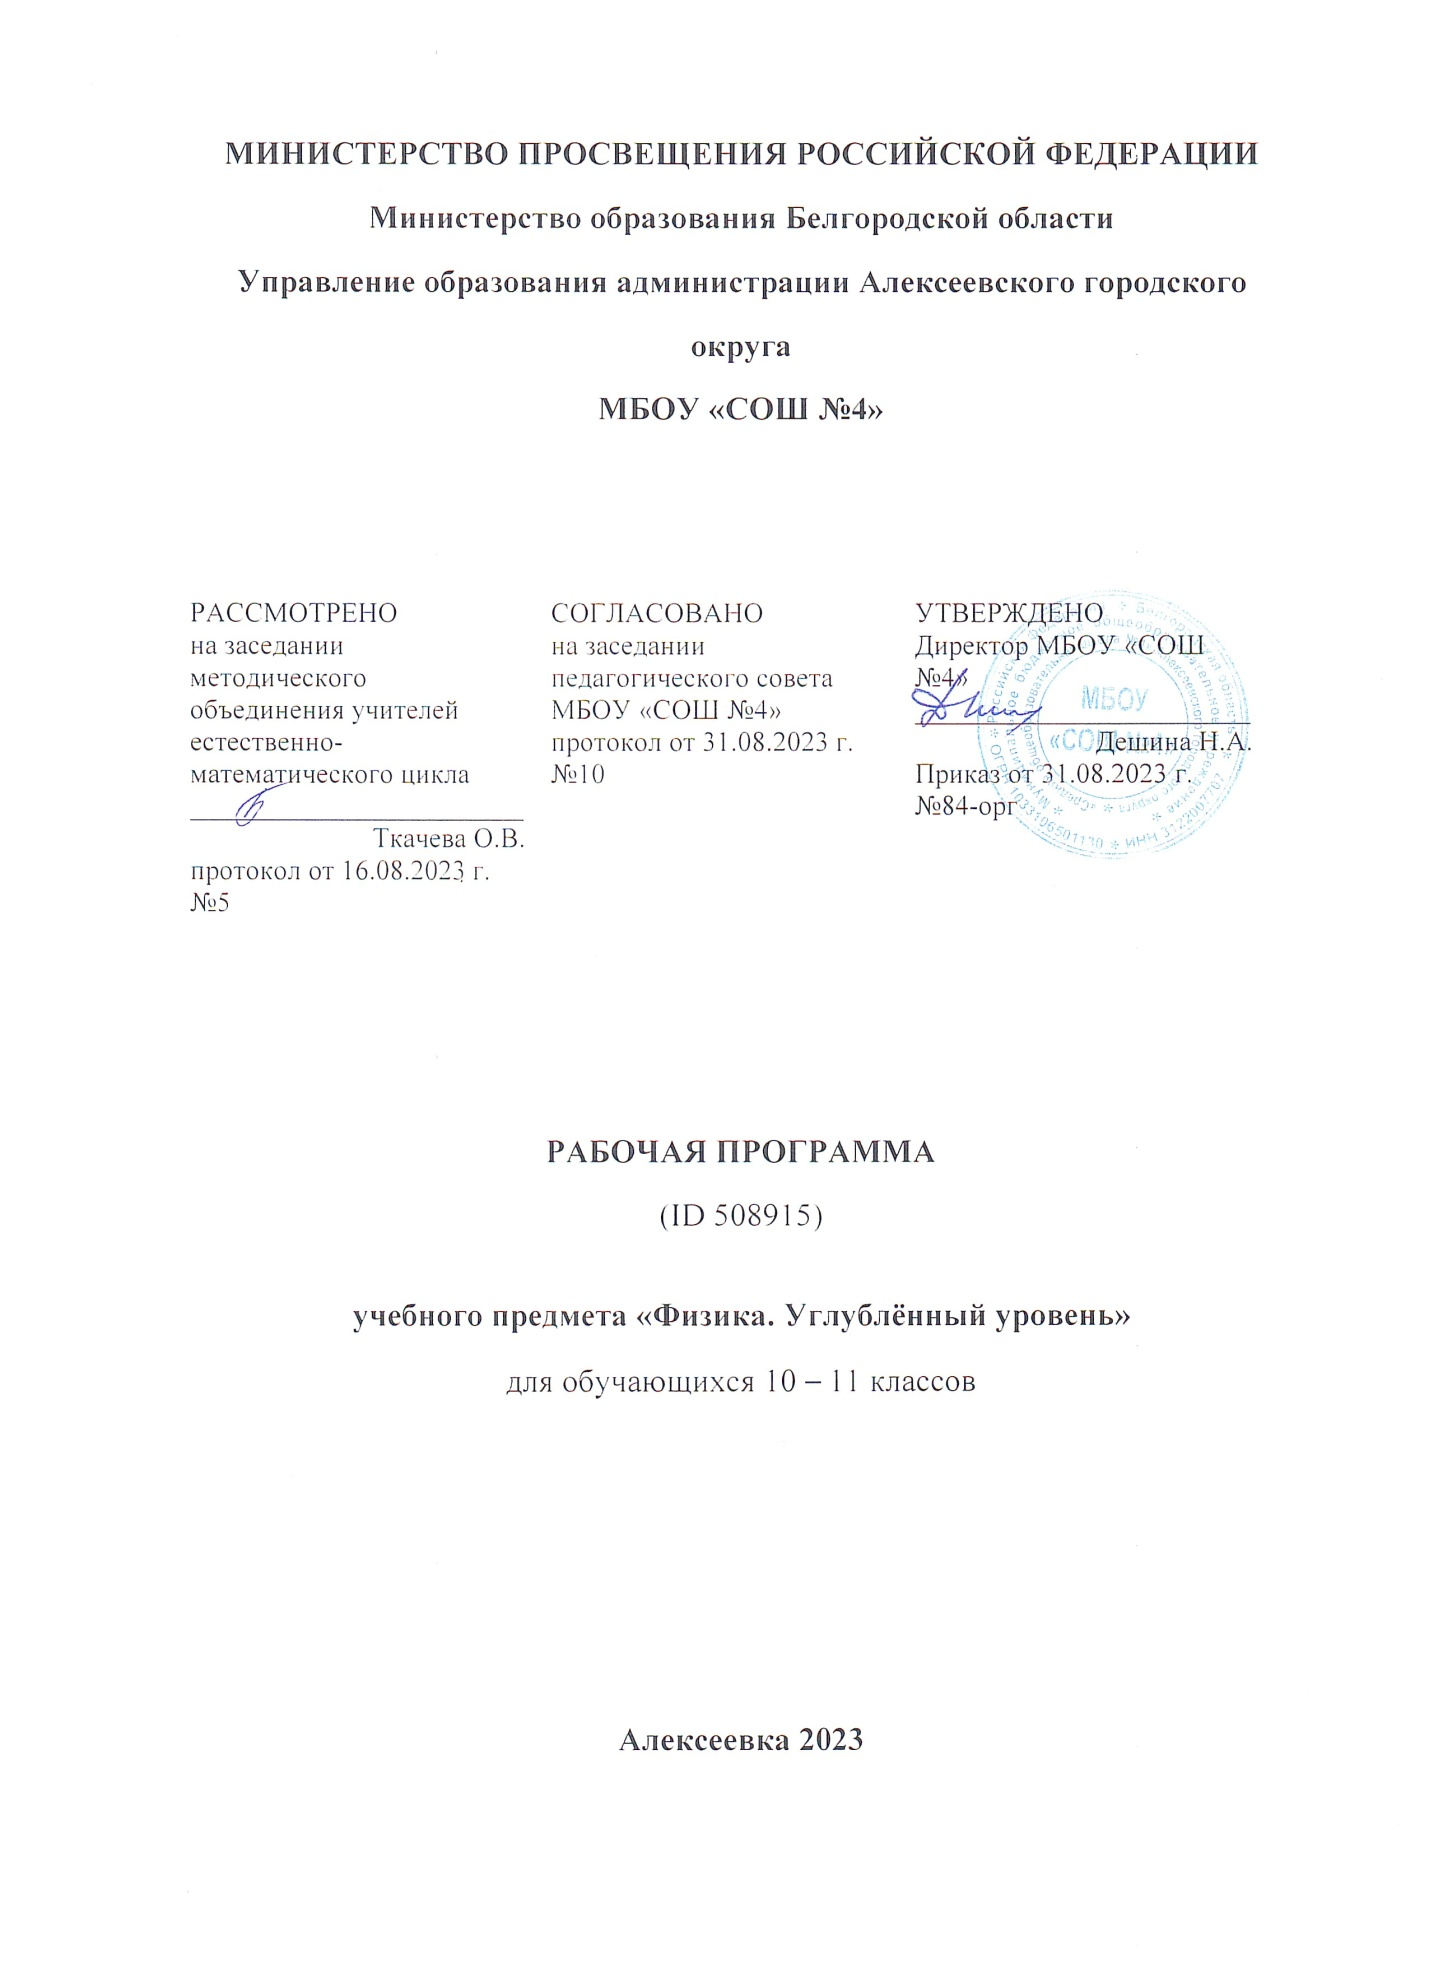 МИНИСТЕРСТВО ПРОСВЕЩЕНИЯ РОССИЙСКОЙ ФЕДЕРАЦИИ
Министерство образования Белгородской области
Управление образования администрации Алексеевского городского
округа
МБОУ «СОШ №4»
РАССМОТРЕНО
на заседании
методического
объединения учителей
естественно-
математического цикла
Ткачева О.В.
протокол от 16.08.2023 г.
№5
СОГЛАСОВАНО
на заседании
педагогического совета
МБОУ «СОШ №4»
протокол от 31.08.2023 г.
№10
УТВЕРЖДЕНО
Директор МБОУ «СОШ
№4»
Дешина Н.А.
Приказ от 31.08.2023 г.
№84-орг
МБОУ
ОГРН 1033106501130 * ИНН 3122007707
РАБОЧАЯ ПРОГРАММА
(ID 508915)
учебного предмета «Физика. Углублённый уровень»
для обучающихся 10 – 11 классов
Алексеевка 2023